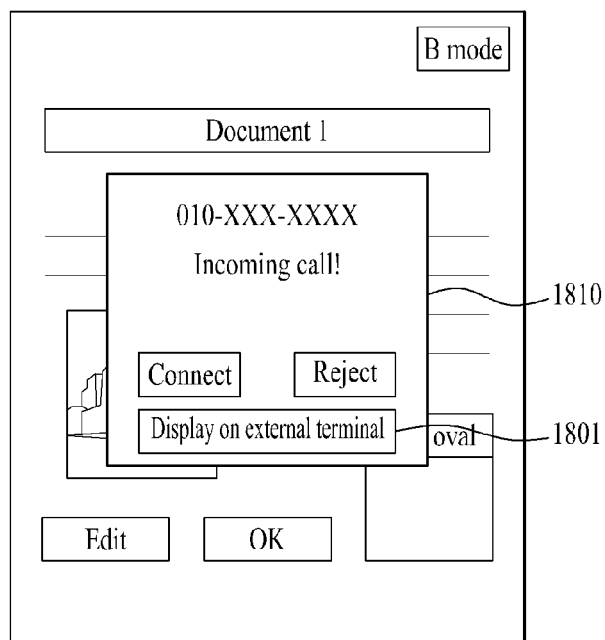 B mode
Document 1
010-XXX-XXXX
Incoming call!
1810
Connect
Reject
Display on external terminal
oval
1801
Edit
OK